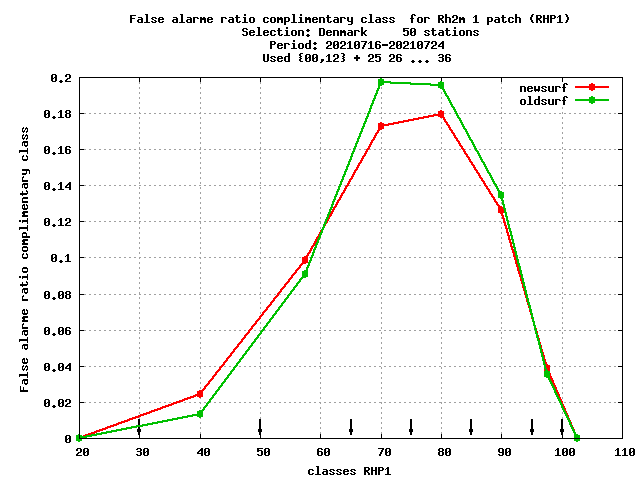 False alarme ratio complimentary class  for Rh2m 1 patch (RHP1)
Selection: Denmark     50 stations
Period: 20210716-20210724
Used {00,12} + 25 26 ... 36
newsurf
oldsurf
False alarme ratio complimentary class
0.2
0.18
0.16
0.14
0.12
0.1
0.08
0.06
0.04
0.02
0
20 30 40 50 60 70 80 90 100 110
classes RHP1